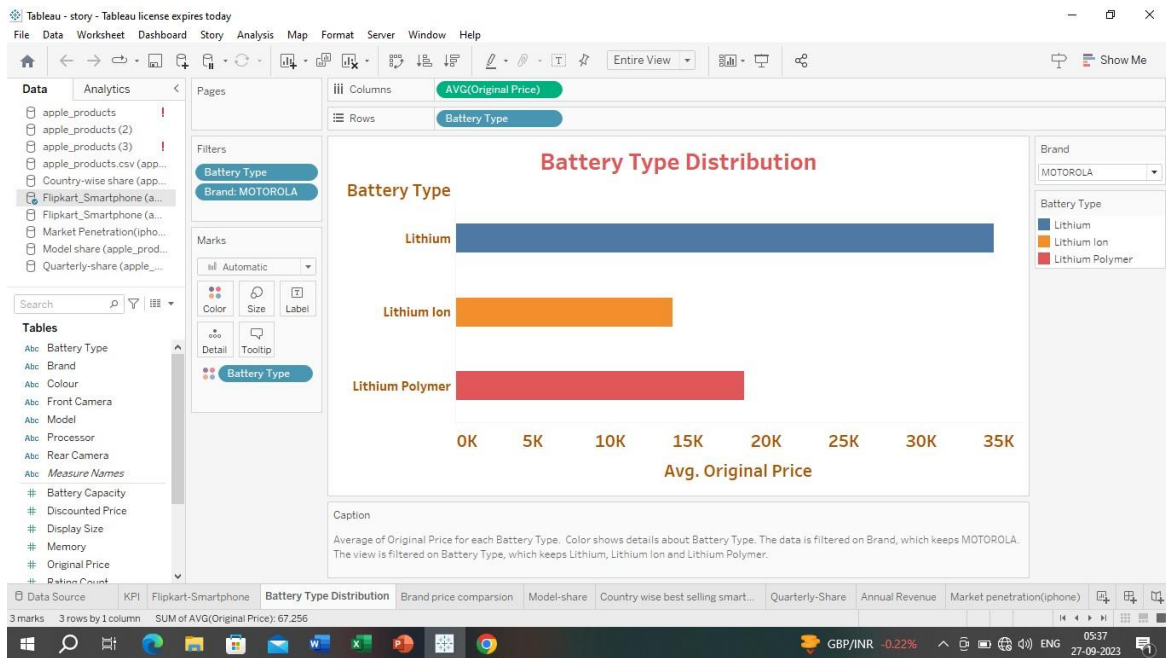 Tableau - story - Tableau license expires today
File Data Worksheet Dashboard Story Analysis Map Format Server Window Help
Entire View
Show Me
Data Analytics
apple_products !
apple_products (2)
apple_products (3) !
apple_products.csv (app...
Country-wise share (app...
Flipkart_Smartphone (a...
Flipkart_Smartphone (a...
Market Penetration(ipho...
Model share (apple_prod...
Quarterly-share (apple_...
Search
Tables
Abc Battery Type
Abc Brand
Abc Colour
Abc Front Camera
Abc Model
Abc Processor
Abc Rear Camera
Abc Measure Names
# Battery Capacity
# Discounted Price
# Display Size
# Memory
# Original Price
# Rating Count
Pages
Filters
Battery Type
Brand: MOTOROLA
Marks
Automatic
Color Size Label
Detail Tooltip
Battery Type
Columns AVG(Original Price)
Rows Battery Type
Battery Type Distribution
Battery Type
Lithium
Lithium Ion
Lithium Polymer
0K 5K 10K 15K 20K 25K 30K 35K
Avg. Original Price
Caption
Average of Original Price for each Battery Type. Color shows details about Battery Type. The data is filtered on Brand, which keeps MOTOROLA.
The view is filtered on Battery Type, which keeps Lithium, Lithium Ion and Lithium Polymer.
Brand
MOTOROLA
Battery Type
Lithium
Lithium Ion
Lithium Polymer
Data Source KPI Flipkart-Smartphone Battery Type Distribution Brand price comparsion Model-share Country wise best selling smart... Quarterly-Share Annual Revenue Market penetration(iphone)
3 marks 3 rows by 1 column SUM of AVG(Original Price): 67,256
GBP/INR -0.22% ENG 05:37
27-09-2023